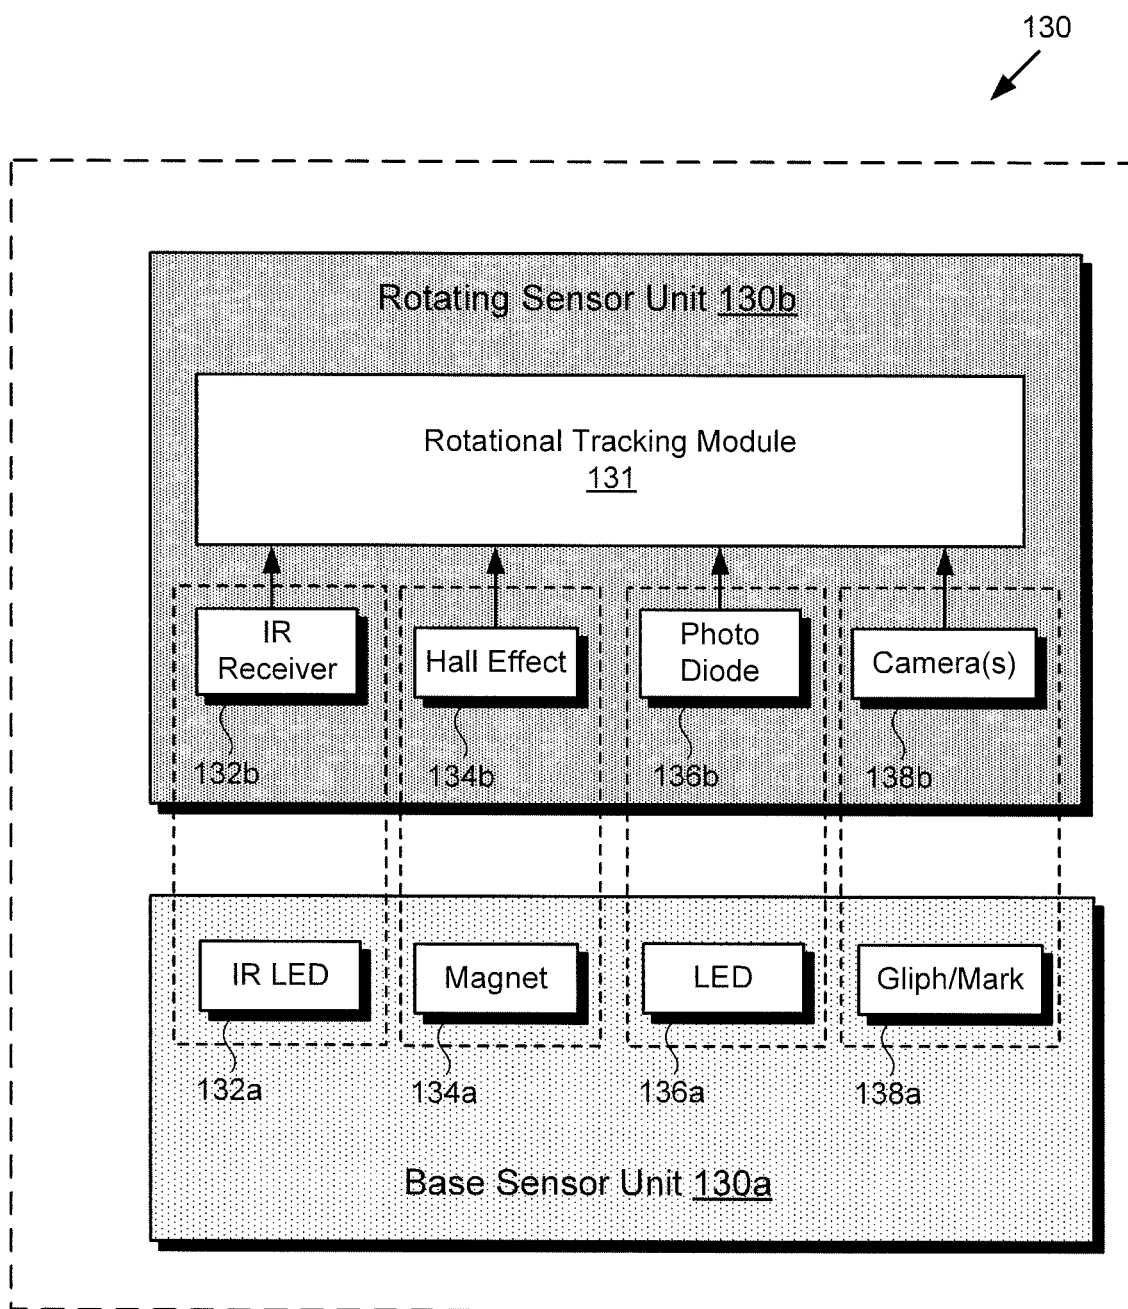 130
Rotating Sensor Unit 130b
Rotational Tracking Module
131
IR
Receiver
Hall Effect
Photo
Diode
Camera(s)
132b
134b
136b
138b
IR LED
Magnet
LED
Gliph/Mark
132a
134a
136a
138a
Base Sensor Unit 130a